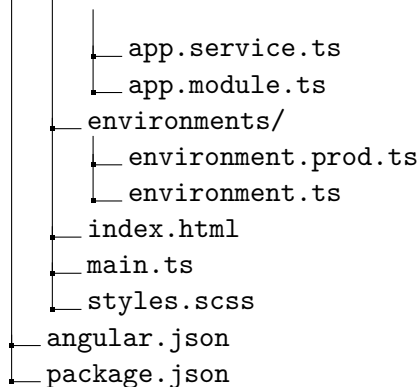 app.service.ts
app.module.ts
environments/
environment.prod.ts
environment.ts
index.html
main.ts
styles.scss
angular.json
package.json